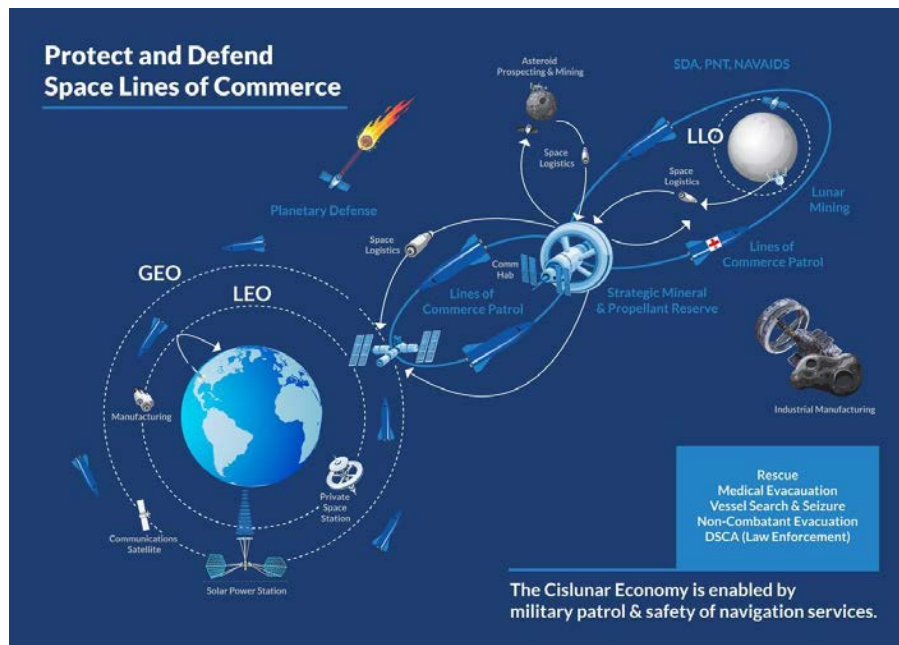 Protect and Defend
Space Lines of Commerce
Asteroid
Prospecting & Mining
SDA, PNT, NAVAIDS
LLO
Space
Logistics
Space
Logistics
Planetary Defense
Lunar
Mining
Space
Logistics
Comm
Hab
Lines of
Commerce Patrol
GEO
LEO
Lines of
Commerce Patrol
Strategic Mineral
& Propellant Reserve
Manufacturing
Industrial Manufacturing
Private
Space
Station
Communications
Satellite
Solar Power Station
Rescue
Medical Evacauation
Vessel Search & Seizure
Non-Combatant Evacuation
DSCA (Law Enforcement)
The Cislunar Economy is enabled by
military patrol & safety of navigation services.